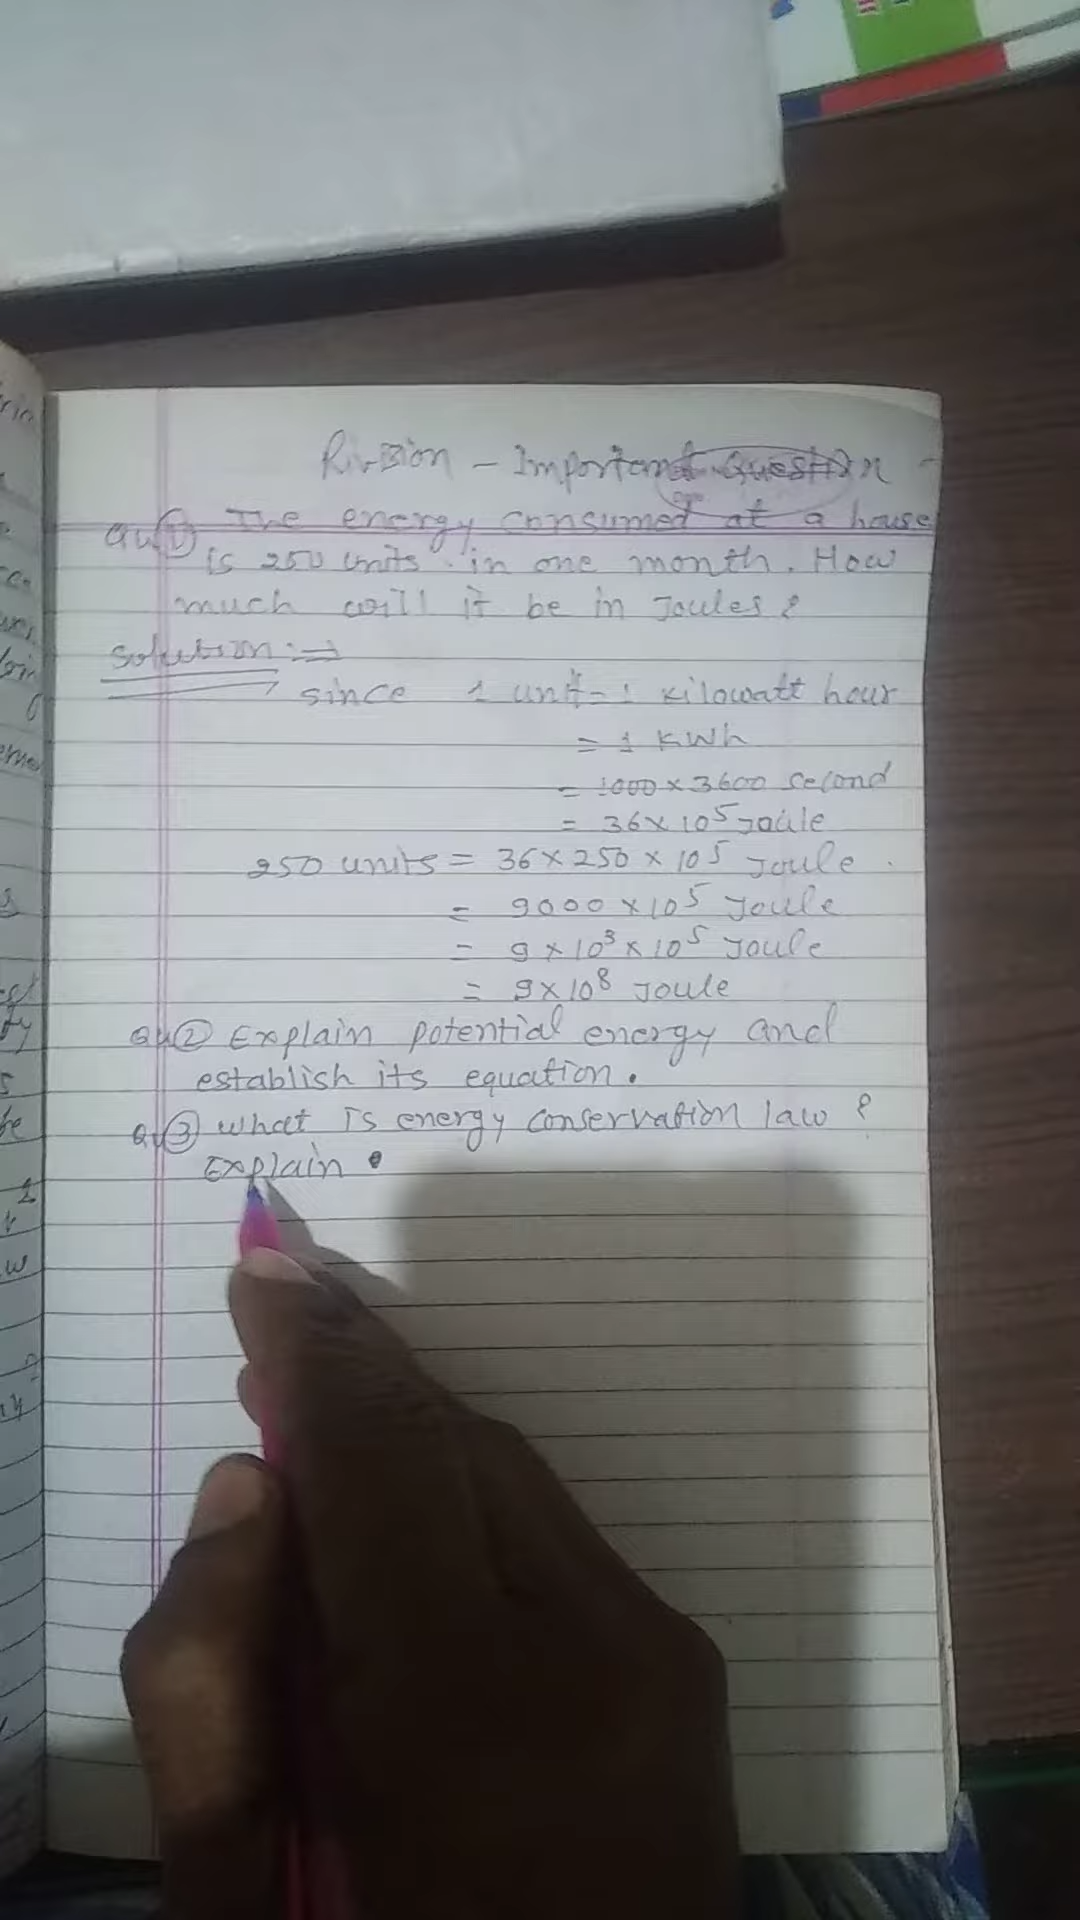 Rivision - Important Question
Qu① The energy consumed at a house
is 250 units in one month. How
much will it be in Joules?
Solution :⇒
since 1 unit = 1 kilowatt hour
= 1 KWh
= 1000 × 3600 second
= 36 × 10⁵ Joule
250 units = 36 × 250 × 10⁵ Joule
= 9000 × 10⁵ Joule
= 9 × 10³ × 10⁵ Joule
= 9 × 10⁸ Joule
Qu② Explain potential energy and
establish its equation.
Qu③ What is energy conservation law?
Explain.